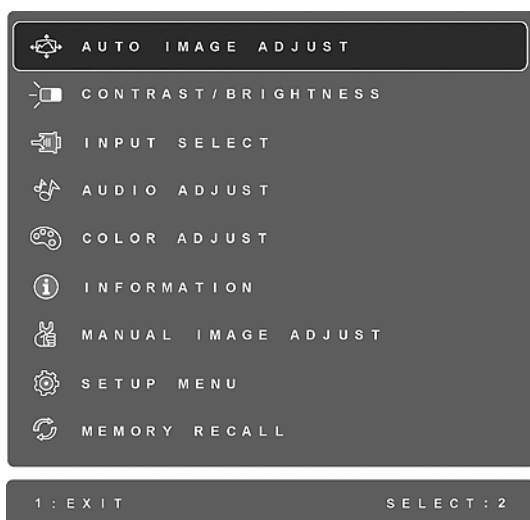 AUTO IMAGE ADJUST
CONTRAST/BRIGHTNESS
INPUT SELECT
AUDIO ADJUST
COLOR ADJUST
INFORMATION
MANUAL IMAGE ADJUST
SETUP MENU
MEMORY RECALL
1:EXIT SELECT:2